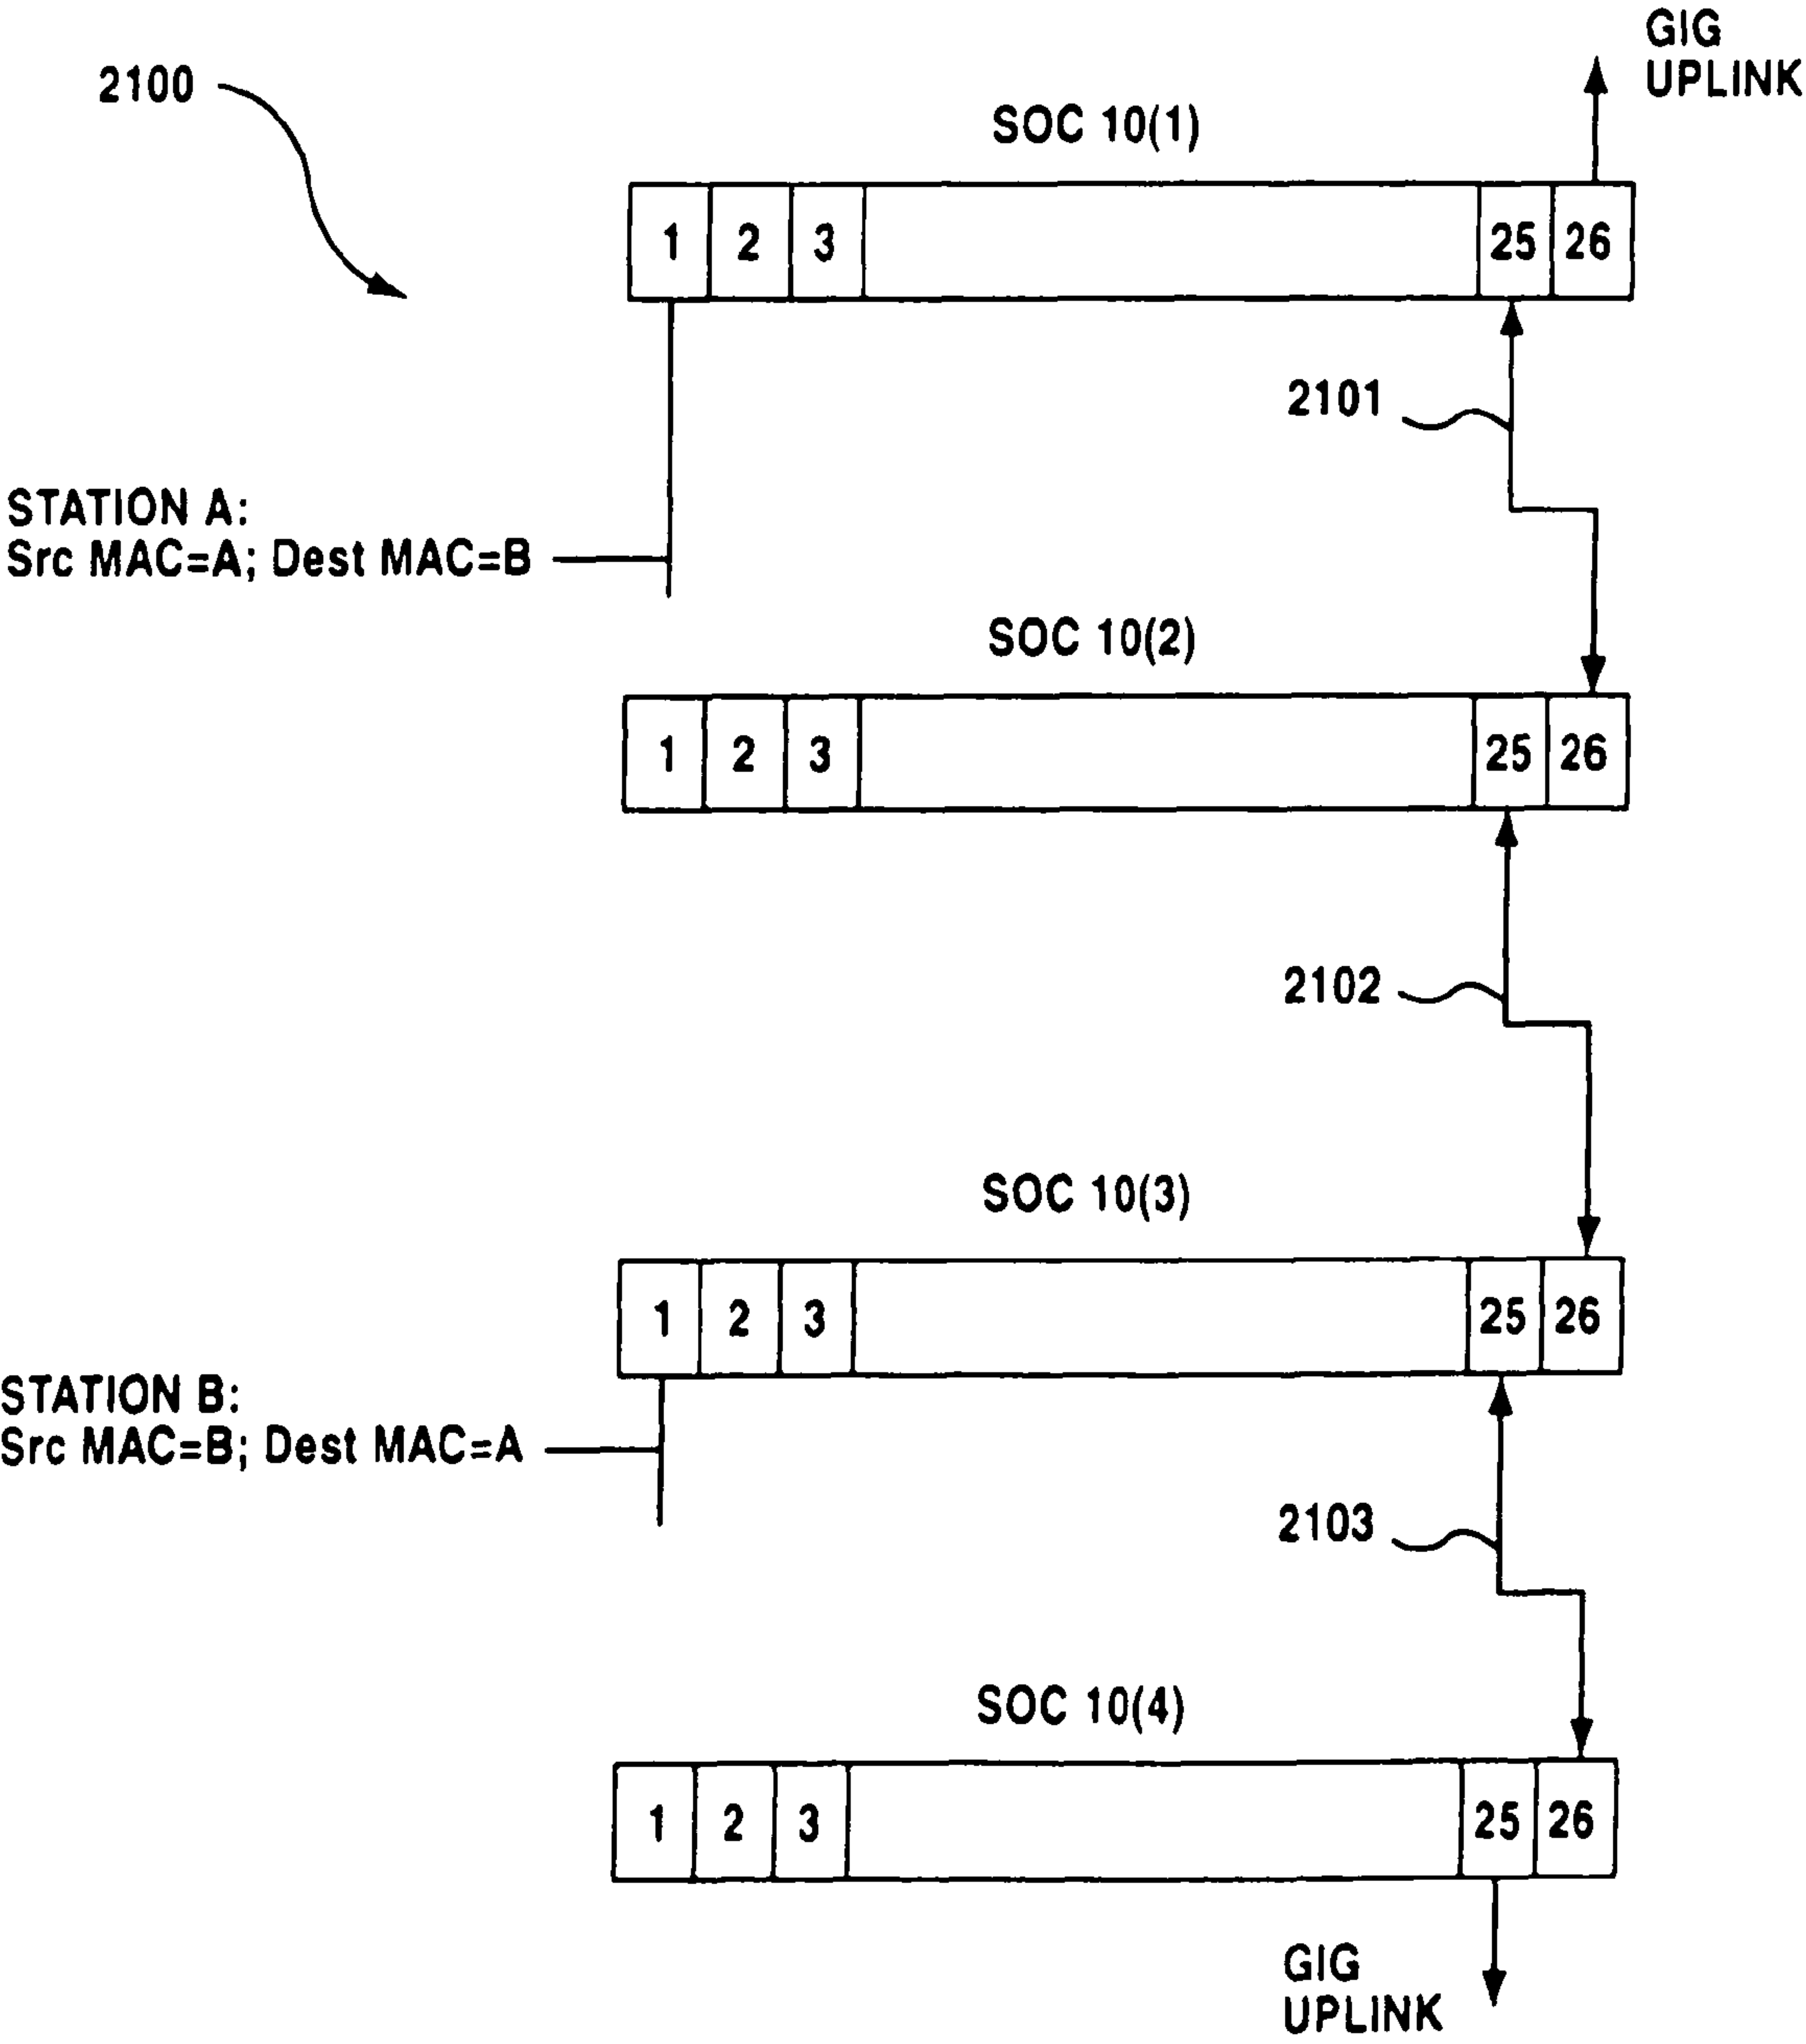 GIG
UPLINK
2100
SOC 10(1)
1 2 3 25 26
2101
STATION A:
Src MAC=A; Dest MAC=B
SOC 10(2)
1 2 3 25 26
2102
SOC 10(3)
1 2 3 25 26
STATION B:
Src MAC=B; Dest MAC=A
2103
SOC 10(4)
1 2 3 25 26
GIG
UPLINK